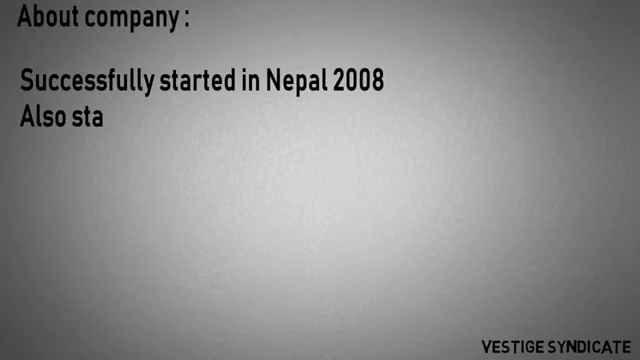 About company :
Successfully started in Nepal 2008
Also sta
VESTIGE SYNDICATE